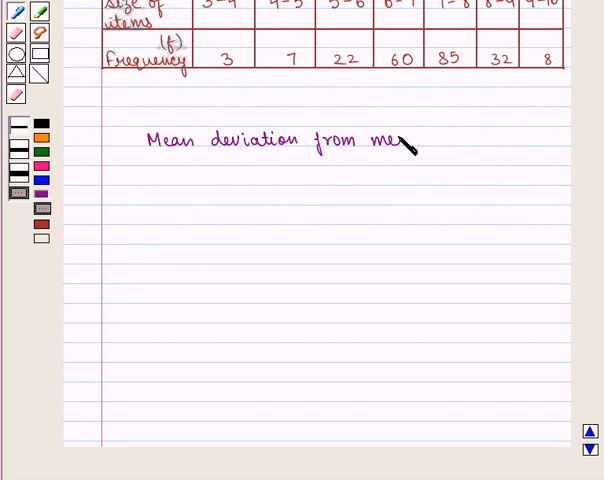 size of 3-4 4-5 5-6 6-7 7-8 8-9 9-10
items
(f)
Frequency 3 7 22 60 85 32 8
Mean deviation from me